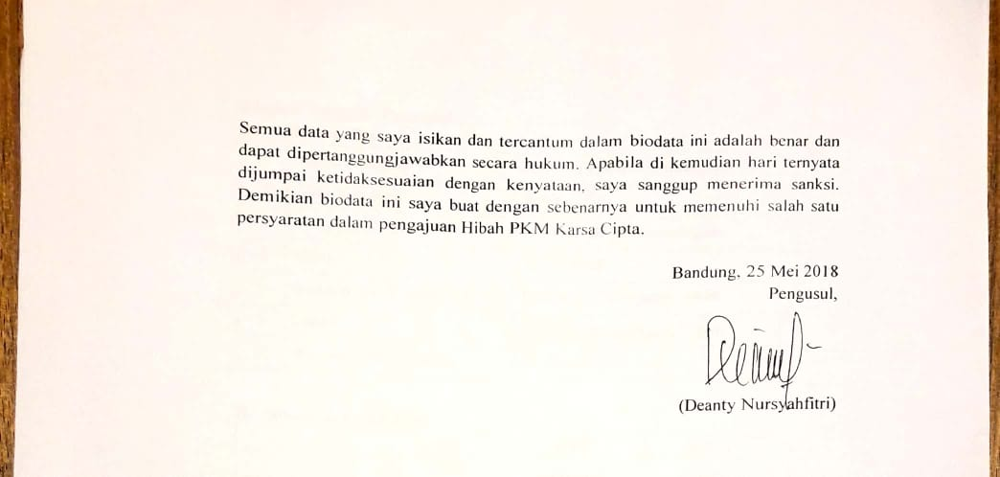 Semua data yang saya isikan dan tercantum dalam biodata ini adalah benar dan
dapat dipertanggungjawabkan secara hukum. Apabila di kemudian hari ternyata
dijumpai ketidaksesuaian dengan kenyataan, saya sanggup menerima sanksi.
Demikian biodata ini saya buat dengan sebenarnya untuk memenuhi salah satu
persyaratan dalam pengajuan Hibah PKM Karsa Cipta.
Bandung, 25 Mei 2018
Pengusul,
(Deanty Nursyahfitri)